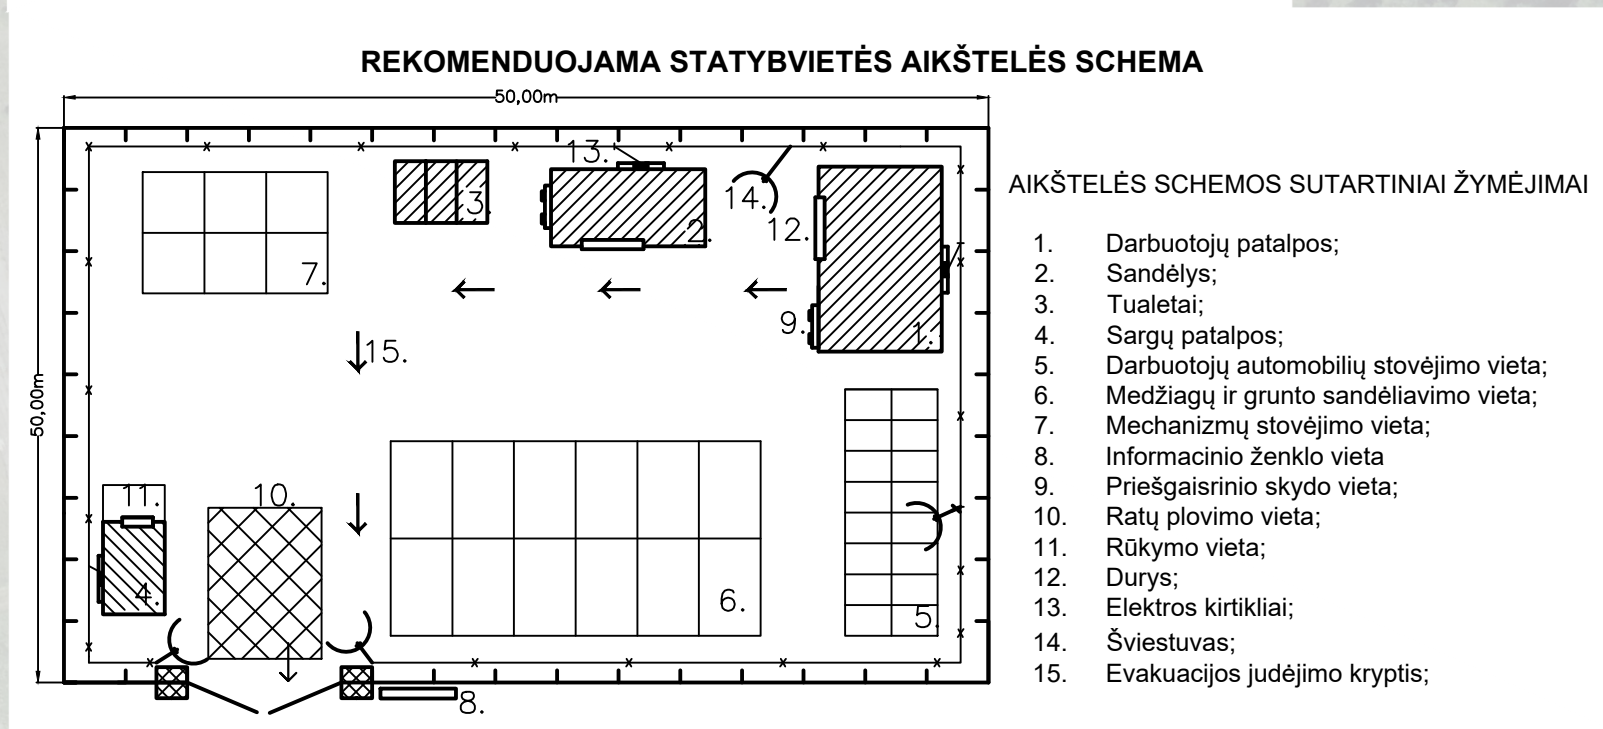 REKOMENDUOJAMA STATYBVIETĖS AIKŠTELĖS SCHEMA
50,00m
50,00m
13.
3.
2.
14.
12.
7.
9.
1.
15.
11.
10.
4.
6.
5.
8.
AIKŠTELĖS SCHEMOS SUTARTINIAI ŽYMĖJIMAI
1. Darbuotojų patalpos;
2. Sandėlys;
3. Tualetai;
4. Sargų patalpos;
5. Darbuotojų automobilių stovėjimo vieta;
6. Medžiagų ir grunto sandėliavimo vieta;
7. Mechanizmų stovėjimo vieta;
8. Informacinio ženklo vieta
9. Priešgaisrinio skydo vieta;
10. Ratų plovimo vieta;
11. Rūkymo vieta;
12. Durys;
13. Elektros kirtikliai;
14. Šviestuvas;
15. Evakuacijos judėjimo kryptis;